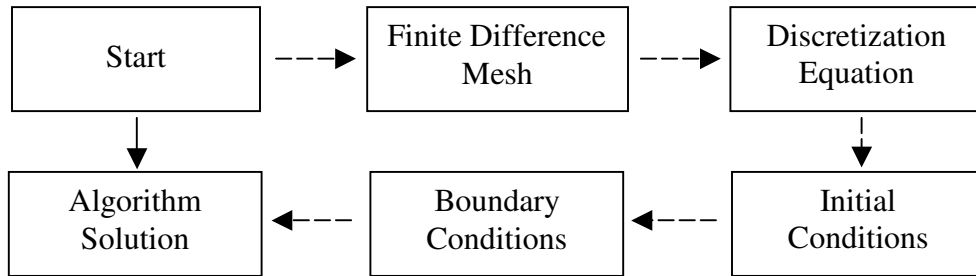 Start
Finite Difference
Mesh
Discretization
Equation
Algorithm
Solution
Boundary
Conditions
Initial
Conditions